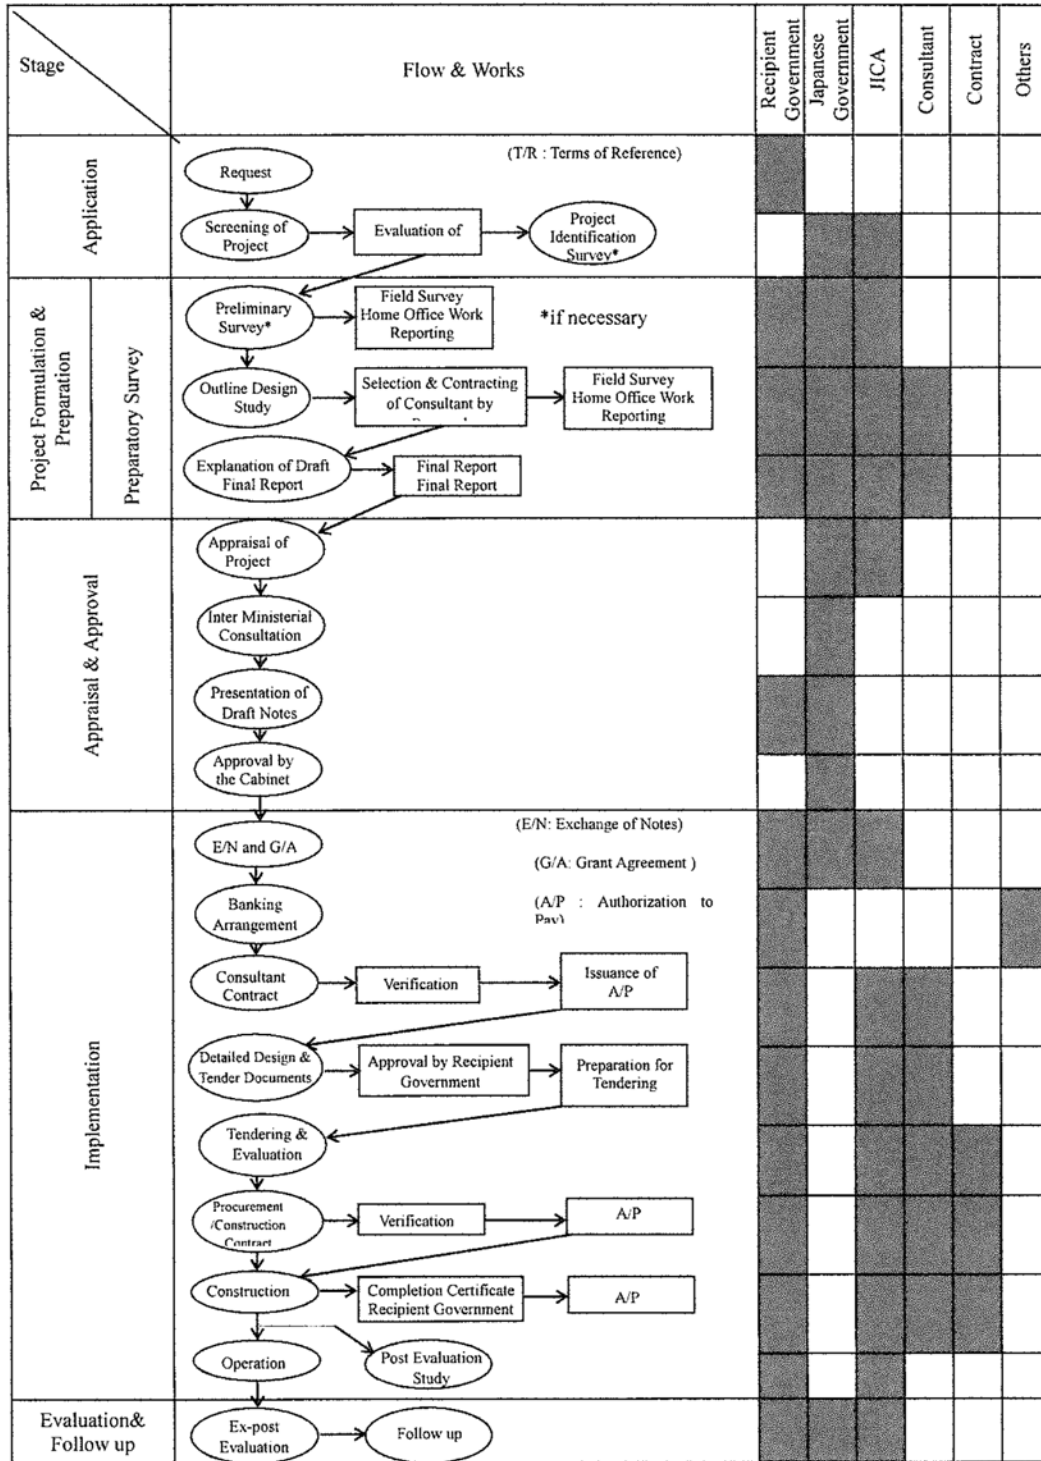 Stage
Flow & Works
Recipient
Government
Japanese
Government
JICA
Consultant
Contract
Others
Application
(T/R : Terms of Reference)
Request
Screening of
Project
Evaluation of
Project
Identification
Survey*
Project Formulation &
Preparation
Preparatory Survey
Preliminary
Survey*
Field Survey
Home Office Work
Reporting
*if necessary
Outline Design
Study
Selection & Contracting
of Consultant by
Field Survey
Home Office Work
Reporting
Explanation of Draft
Final Report
Final Report
Final Report
Appraisal & Approval
Appraisal of
Project
Inter Ministerial
Consultation
Presentation of
Draft Notes
Approval by
the Cabinet
Implementation
(E/N: Exchange of Notes)
E/N and G/A
(G/A: Grant Agreement )
(A/P : Authorization to
Pay)
Banking
Arrangement
Consultant
Contract
Verification
Issuance of
A/P
Detailed Design &
Tender Documents
Approval by Recipient
Government
Preparation for
Tendering
Tendering &
Evaluation
Procurement
/Construction
Contract
Verification
A/P
Construction
Completion Certificate
Recipient Government
A/P
Operation
Post Evaluation
Study
Evaluation&
Follow up
Ex-post
Evaluation
Follow up